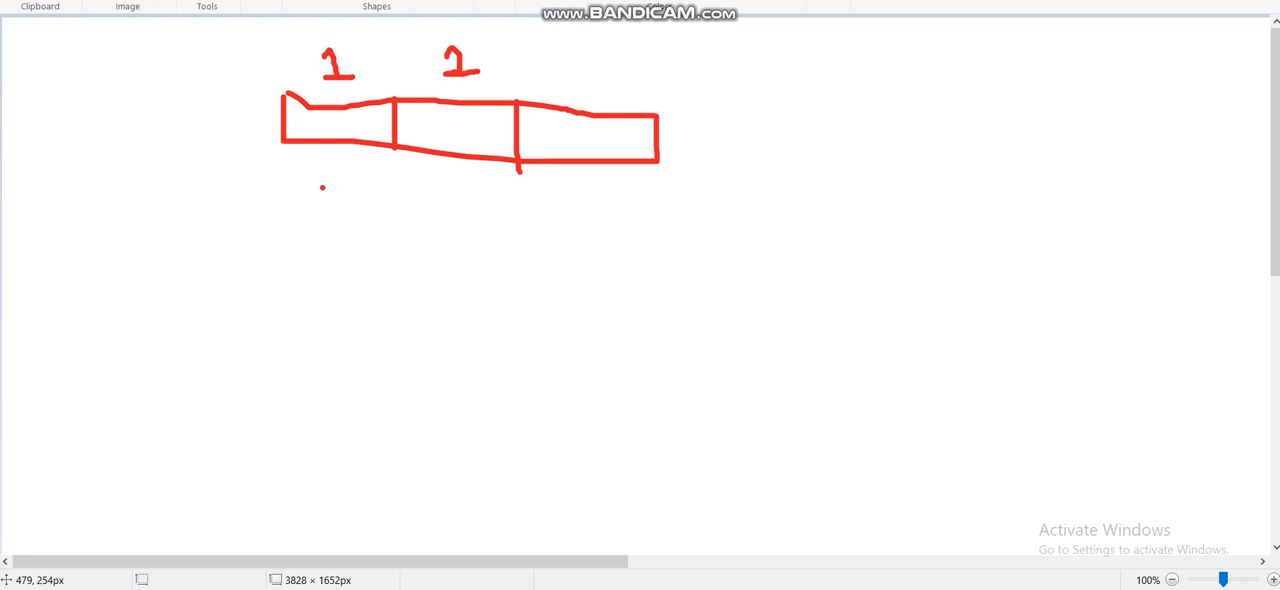 Clipboard Image Tools Shapes
www.BANDICAM.com
1 1
Activate Windows
Go to Settings to activate Windows.
479, 254px 3828 × 1652px 100%